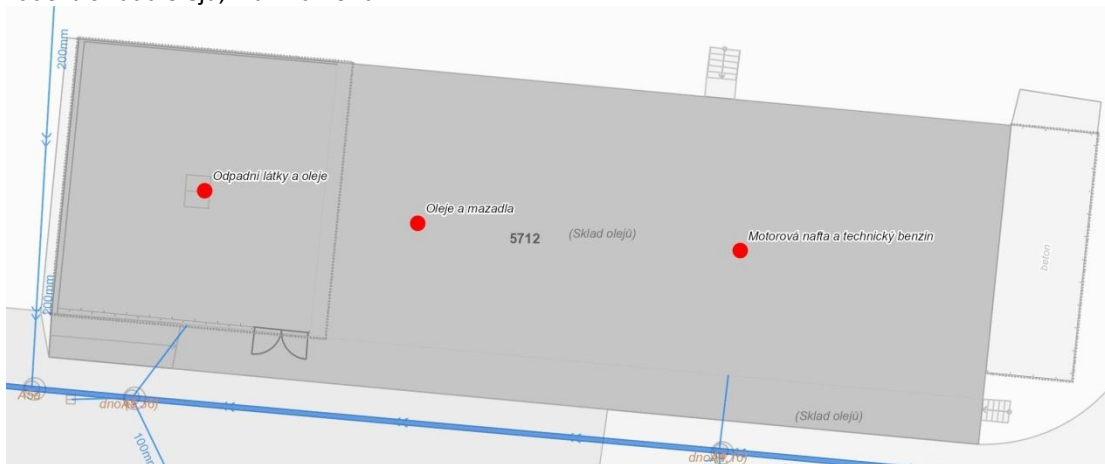 200mm
Odpadní látky a oleje
Oleje a mazadla
5712
(Sklad olejů)
Motorová nafta a technický benzín
beton
200mm
(Sklad olejů)
100mm